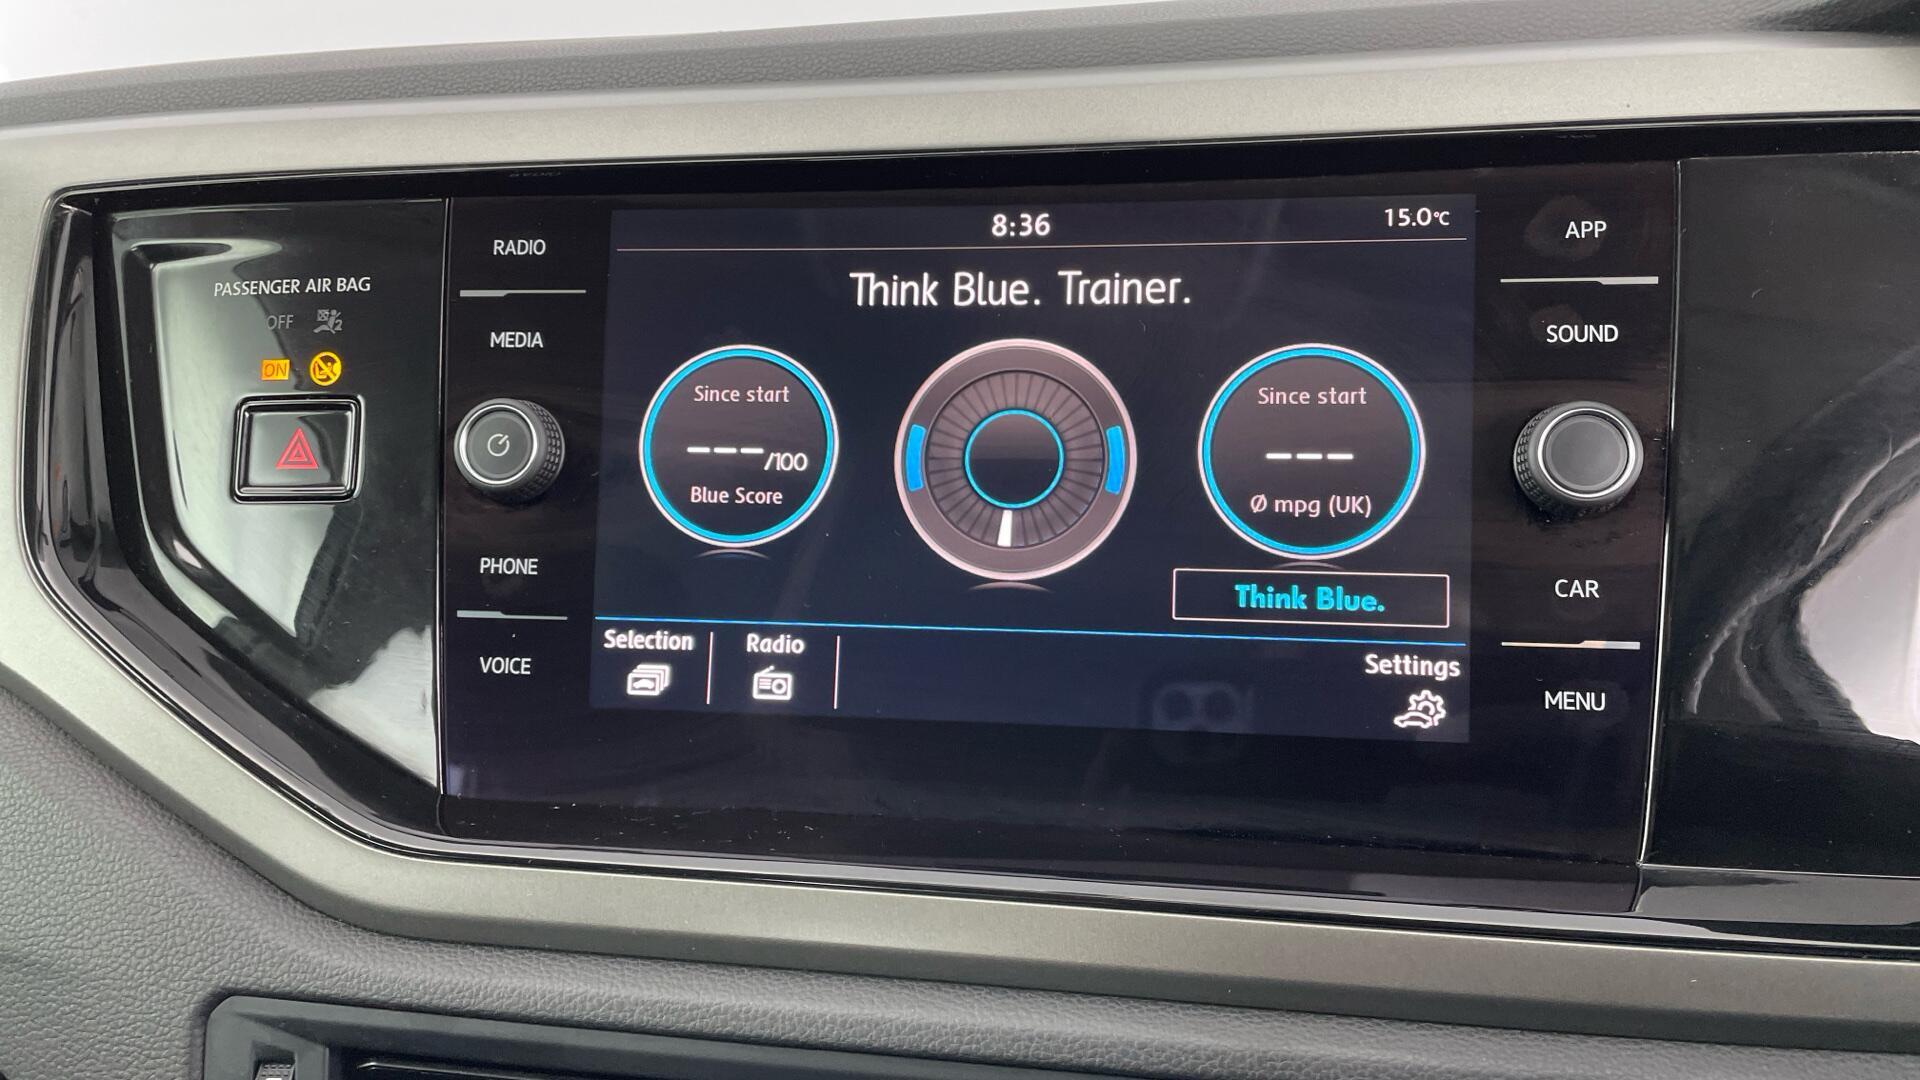 PASSENGER AIR BAG
OFF
ON
RADIO
MEDIA
PHONE
VOICE
8:36
15.0°C
Think Blue. Trainer.
Since start
---/100
Blue Score
Since start
---
Ø mpg (UK)
Think Blue.
Selection
Radio
Settings
APP
SOUND
CAR
MENU